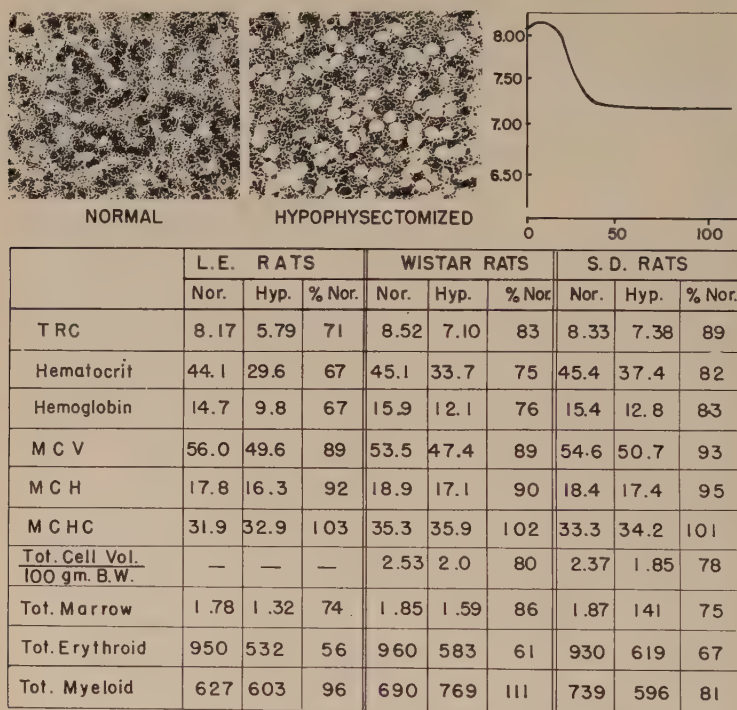 8.00
7.50
7.00
6.50
0 50 100
NORMAL HYPOPHYSECTOMIZED
L.E. RATS WISTAR RATS S. D. RATS
Nor. Hyp. % Nor. Nor. Hyp. % Nor. Nor. Hyp. % Nor.
TRC 8.17 5.79 71 8.52 7.10 83 8.33 7.38 89
Hematocrit 44.1 29.6 67 45.1 33.7 75 45.4 37.4 82
Hemoglobin 14.7 9.8 67 15.9 12.1 76 15.4 12.8 83
MCV 56.0 49.6 89 53.5 47.4 89 54.6 50.7 93
MCH 17.8 16.3 92 18.9 17.1 90 18.4 17.4 95
MCHC 31.9 32.9 103 35.3 35.9 102 33.3 34.2 101
Tot. Cell Vol.
100 gm. B.W. — — — 2.53 2.0 80 2.37 1.85 78
Tot. Marrow 1.78 1.32 74 1.85 1.59 86 1.87 141 75
Tot. Erythroid 950 532 56 960 583 61 930 619 67
Tot. Myeloid 627 603 96 690 769 111 739 596 81